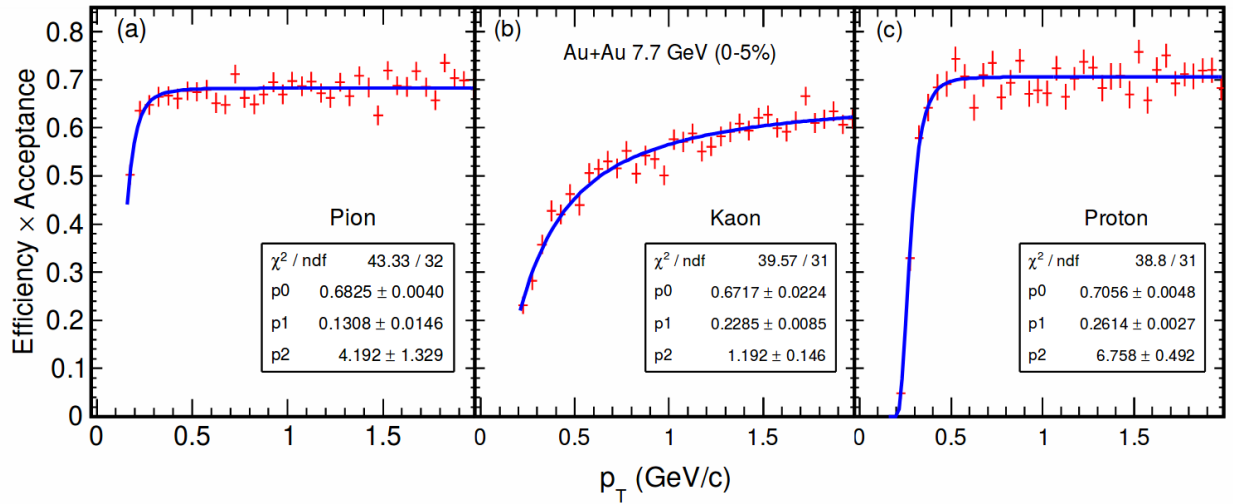 (a)
(b)
(c)
Au+Au 7.7 GeV (0-5%)
Efficiency × Acceptance
0.8
0.7
0.6
0.5
0.4
0.3
0.2
0.1
0
Pion
χ² / ndf 43.33 / 32
p0 0.6825 ± 0.0040
p1 0.1308 ± 0.0146
p2 4.192 ± 1.329
Kaon
χ² / ndf 39.57 / 31
p0 0.6717 ± 0.0224
p1 0.2285 ± 0.0085
p2 1.192 ± 0.146
Proton
χ² / ndf 38.8 / 31
p0 0.7056 ± 0.0048
p1 0.2614 ± 0.0027
p2 6.758 ± 0.492
0 0.5 1 1.5
0 0.5 1 1.5
0 0.5 1 1.5
p_T (GeV/c)